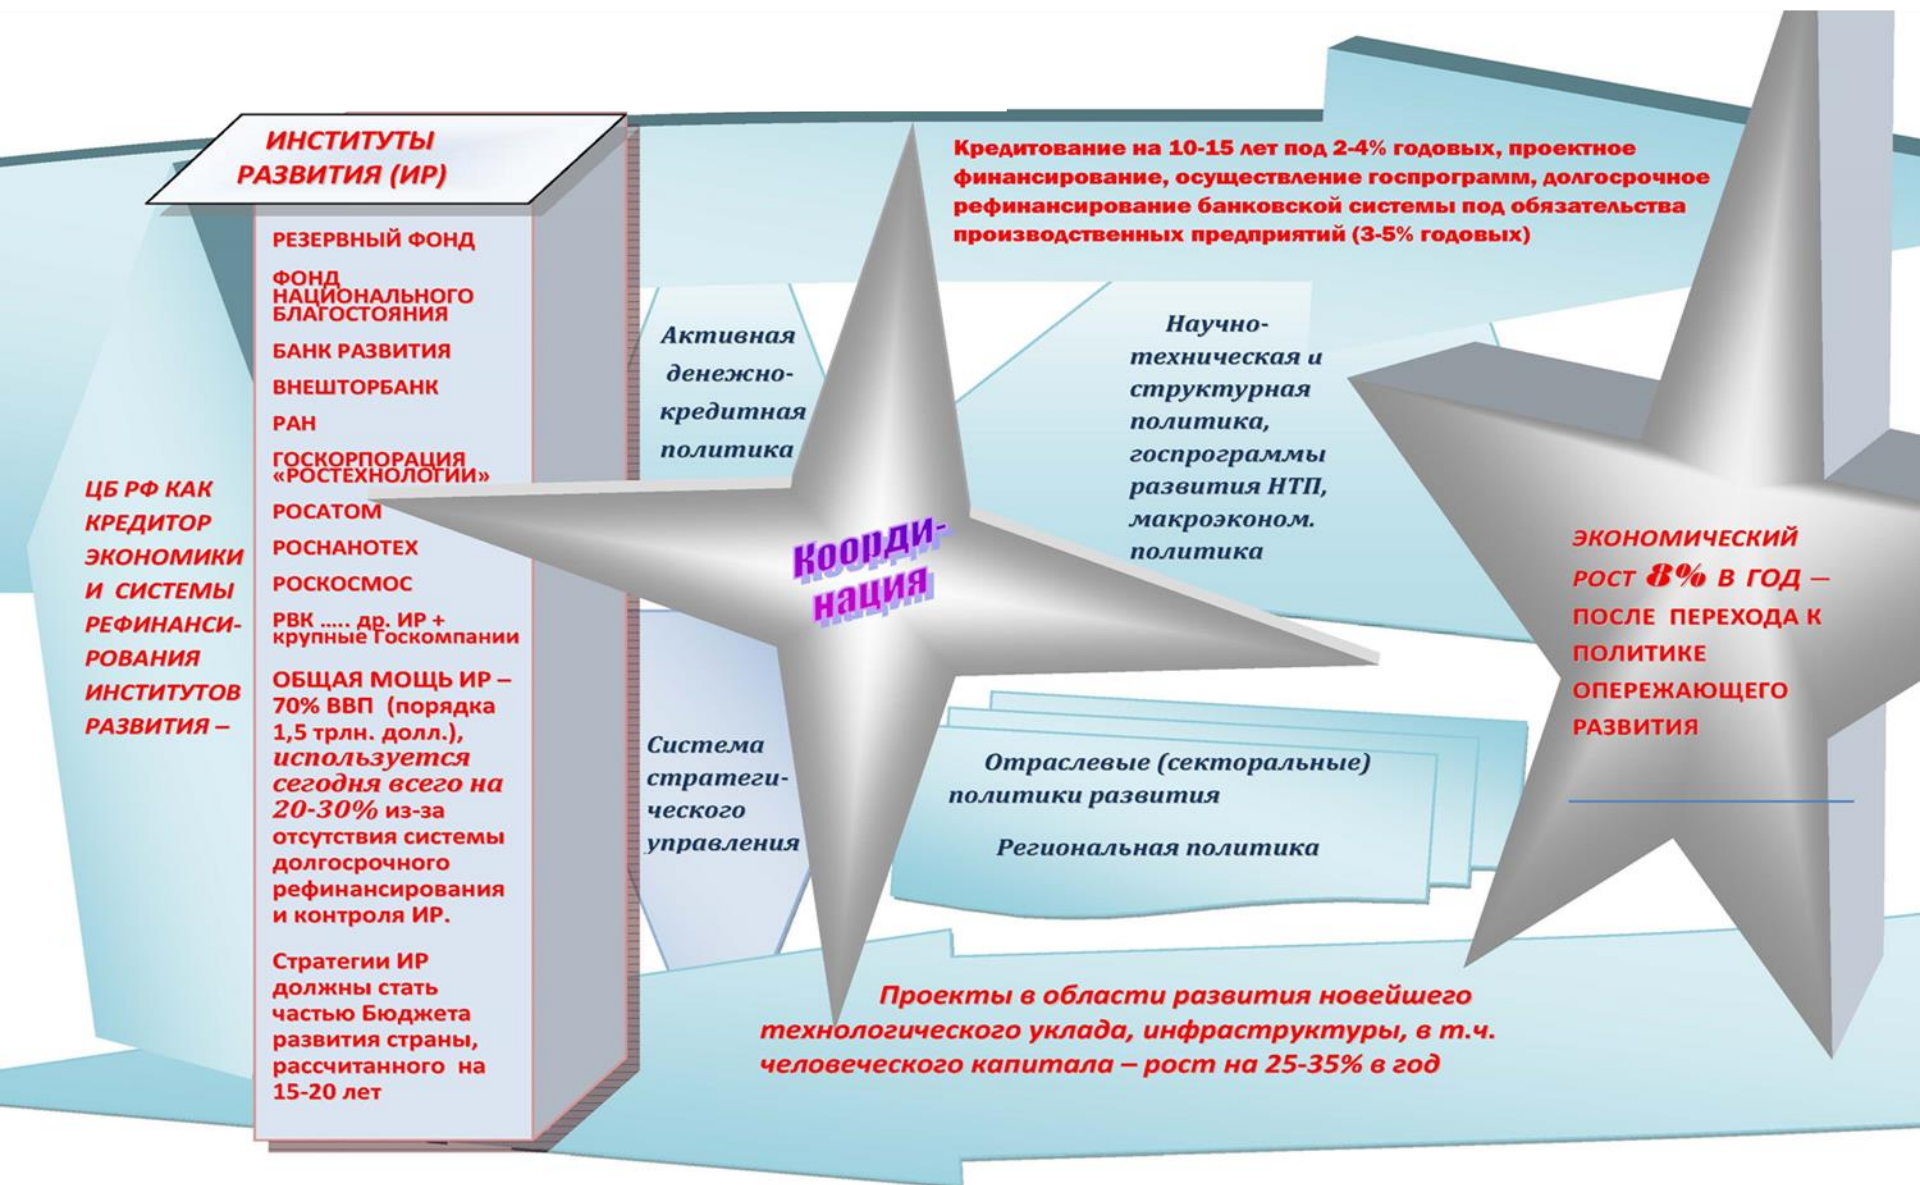 ЦБ РФ КАК
КРЕДИТОР
ЭКОНОМИКИ
И СИСТЕМЫ
РЕФИНАНСИ-
РОВАНИЯ
ИНСТИТУТОВ
РАЗВИТИЯ –
ИНСТИТУТЫ
РАЗВИТИЯ (ИР)
РЕЗЕРВНЫЙ ФОНД
ФОНД
НАЦИОНАЛЬНОГО
БЛАГОСТОЯНИЯ
БАНК РАЗВИТИЯ
ВНЕШТОРБАНК
РАН
ГОСКОРПОРАЦИЯ
«РОСТЕХНОЛОГИИ»
РОСАТОМ
РОСНАНОТЕХ
РОСКОСМОС
РВК ..... др. ИР +
крупные Госкомпании
ОБЩАЯ МОЩЬ ИР –
70% ВВП (порядка
1,5 трлн. долл.),
используется
сегодня всего на
20-30% из-за
отсутствия системы
долгосрочного
рефинансирования
и контроля ИР.
Стратегии ИР
должны стать
частью Бюджета
развития страны,
рассчитанного на
15-20 лет
Кредитование на 10-15 лет под 2-4% годовых, проектное
финансирование, осуществление госпрограмм, долгосрочное
рефинансирование банковской системы под обязательства
производственных предприятий (3-5% годовых)
Активная
денежно-
кредитная
политика
Научно-
техническая и
структурная
политика,
госпрограммы
развития НТП,
макроэконом.
политика
Коорди-
нация
Система
стратеги-
ческого
управления
Отраслевые (секторальные)
политики развития
Региональная политика
Проекты в области развития новейшего
технологического уклада, инфраструктуры, в т.ч.
человеческого капитала – рост на 25-35% в год
ЭКОНОМИЧЕСКИЙ
РОСТ 8% В ГОД –
ПОСЛЕ ПЕРЕХОДА К
ПОЛИТИКЕ
ОПЕРЕЖАЮЩЕГО
РАЗВИТИЯ